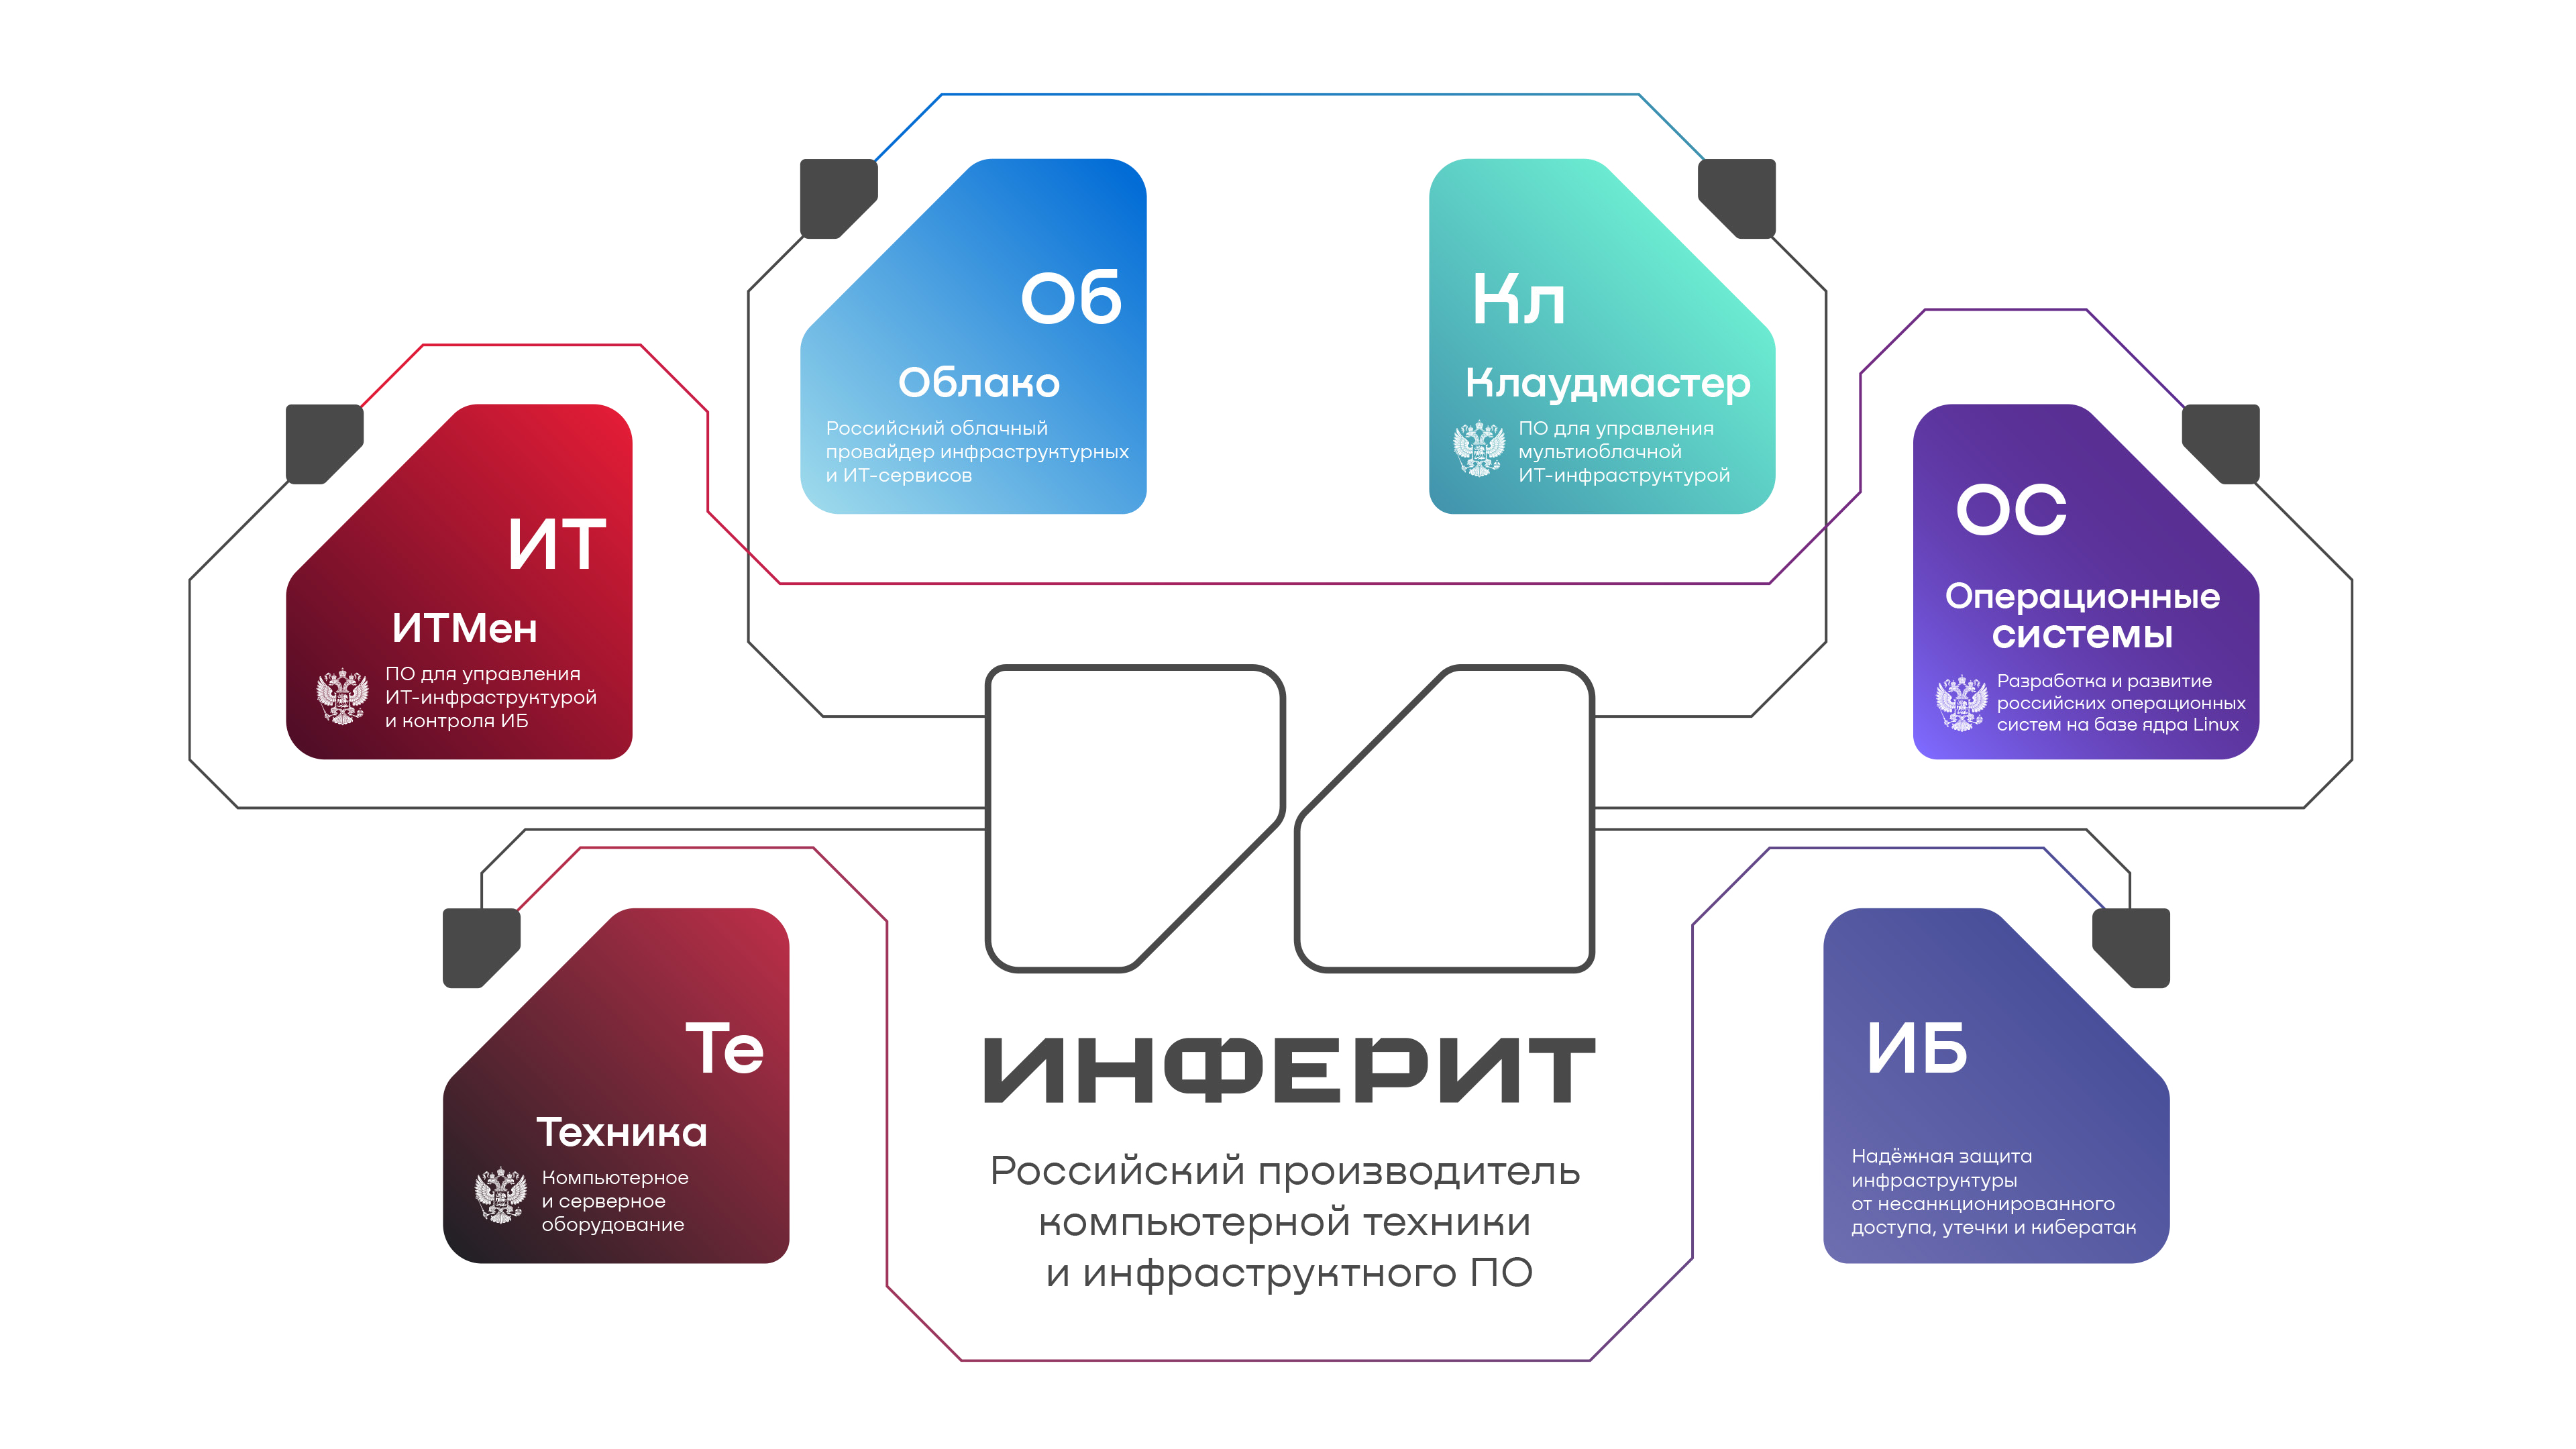 Об
Облако
Российский облачный
провайдер инфраструктурных
и ИТ-сервисов
Кл
Клаудмастер
ПО для управления
мультиоблачной
ИТ-инфраструктурой
ИТ
ИТМен
ПО для управления
ИТ-инфраструктурой
и контроля ИБ
ОС
Операционные
системы
Разработка и развитие
российских операционных
систем на базе ядра Linux
Те
Техника
Компьютерное
и серверное
оборудование
ИНФЕРИТ
Российский производитель
компьютерной техники
и инфраструктного ПО
ИБ
Надёжная защита
инфраструктуры
от несанкционированного
доступа, утечки и кибератак